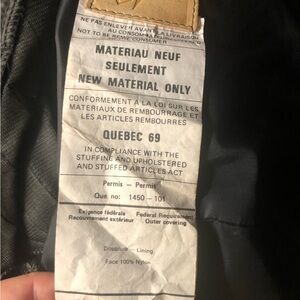 NE PAS ENLEVER AVANT LA LIVRAISON
AU CONSOMMATEUR
NOT TO BE REMOVED
CONSUMER
MATERIAU NEUF
SEULEMENT
NEW MATERIAL ONLY
CONFORMEMENT A LA LOI SUR LES
MATERIAUX DE REMBOURRAGE ET
LES ARTICLES REMBOURRES
QUEBEC 69
IN COMPLIANCE WITH THE
STUFFING AND UPHOLSTERED
AND STUFFED ARTICLES ACT
Permis - Permit
Que. no: 1450 - 101
Exigence fédérale Federal Requirement
Recouvrement extérieur Outer covering
Lining
Face 100% Nylon